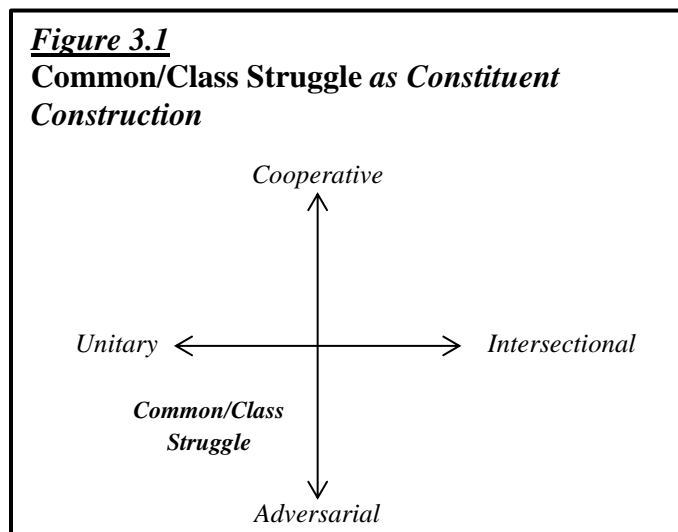 Figure 3.1
Common/Class Struggle as Constituent
Construction
Cooperative
Unitary
Intersectional
Common/Class
Struggle
Adversarial